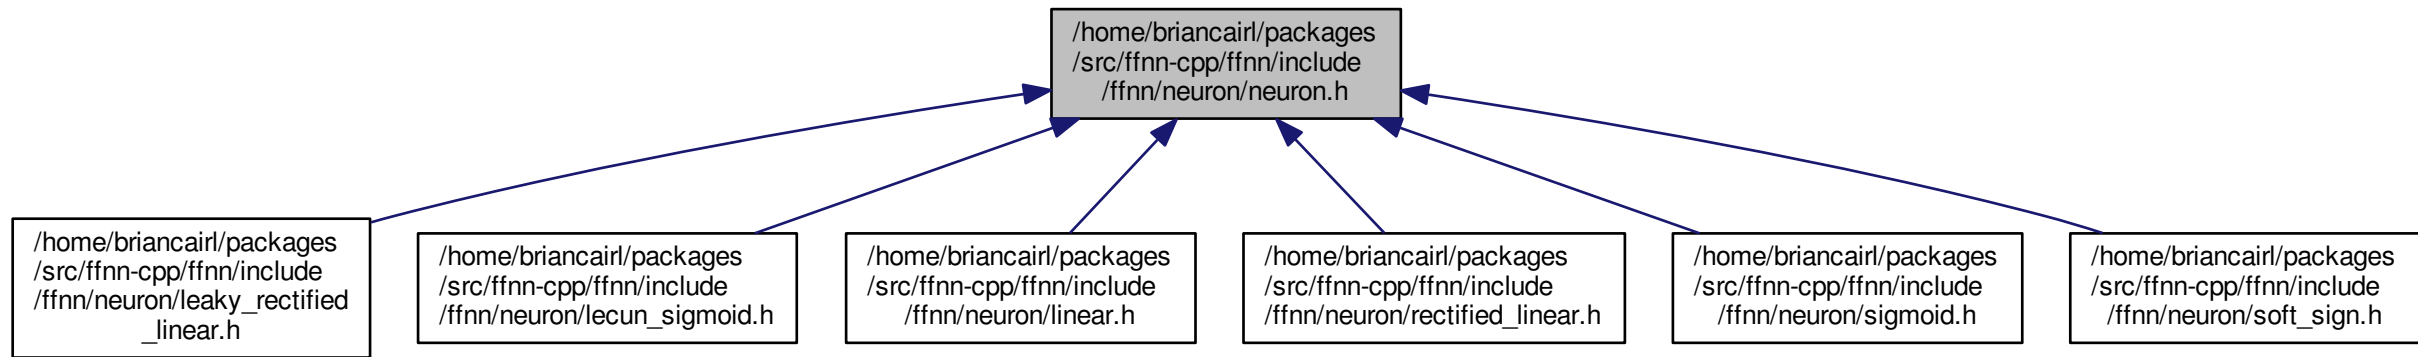 /home/briancairl/packages
/src/ffnn-cpp/ffnn/include
/ffnn/neuron/neuron.h
/home/briancairl/packages
/src/ffnn-cpp/ffnn/include
/ffnn/neuron/leaky_rectified
_linear.h
/home/briancairl/packages
/src/ffnn-cpp/ffnn/include
/ffnn/neuron/lecun_sigmoid.h
/home/briancairl/packages
/src/ffnn-cpp/ffnn/include
/ffnn/neuron/linear.h
/home/briancairl/packages
/src/ffnn-cpp/ffnn/include
/ffnn/neuron/rectified_linear.h
/home/briancairl/packages
/src/ffnn-cpp/ffnn/include
/ffnn/neuron/sigmoid.h
/home/briancairl/packages
/src/ffnn-cpp/ffnn/include
/ffnn/neuron/soft_sign.h